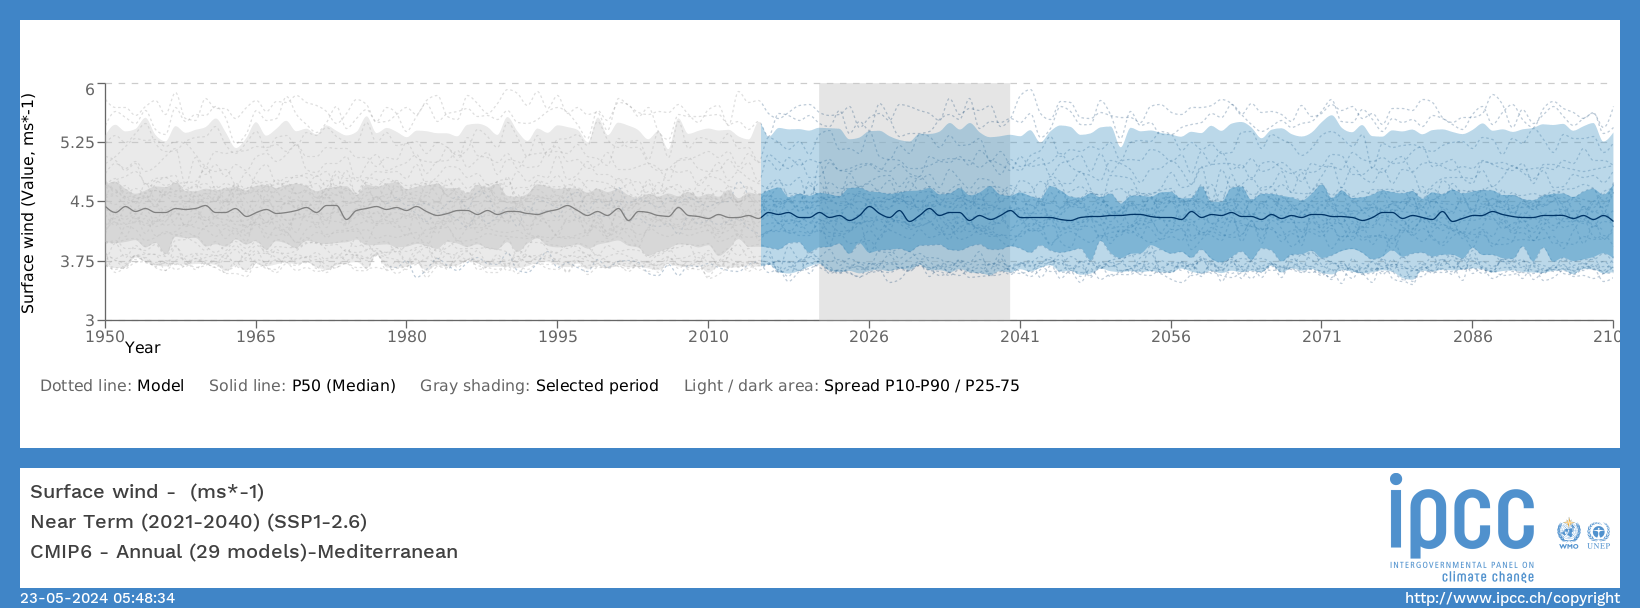 6
5.25
4.5
3.75
3
Surface wind (Value, ms*-1)
1950 1965 1980 1995 2010 2026 2041 2056 2071 2086 210
Year
Dotted line: Model Solid line: P50 (Median) Gray shading: Selected period Light / dark area: Spread P10-P90 / P25-75
Surface wind - (ms*-1)
Near Term (2021-2040) (SSP1-2.6)
CMIP6 - Annual (29 models)-Mediterranean
ipcc
INTERGOVERNMENTAL PANEL ON
climate change
WMO UNEP
23-05-2024 05:48:34 http://www.ipcc.ch/copyright